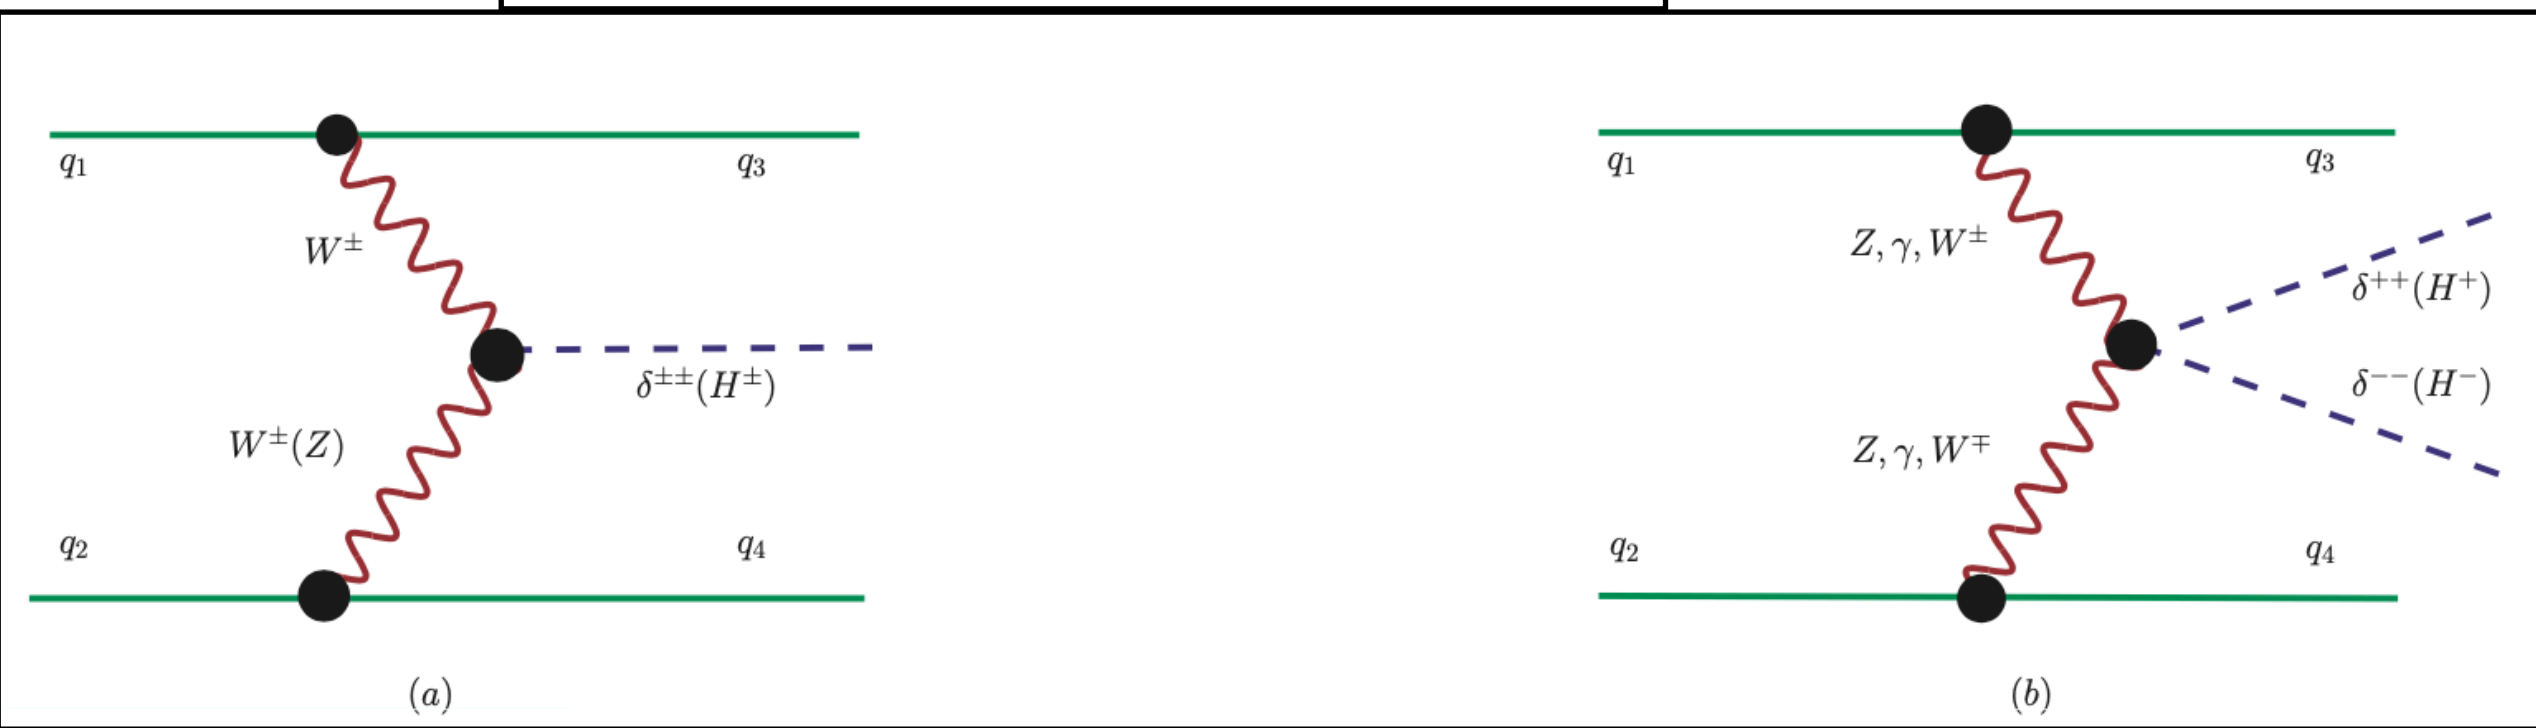 q₁ q₃
W^±
δ^{±±}(H^±)
W^±(Z)
q₂ q₄
(a)
q₁ q₃
Z, γ, W^±
δ^{++}(H^+)
δ^{--}(H^-)
Z, γ, W^∓
q₂ q₄
(b)